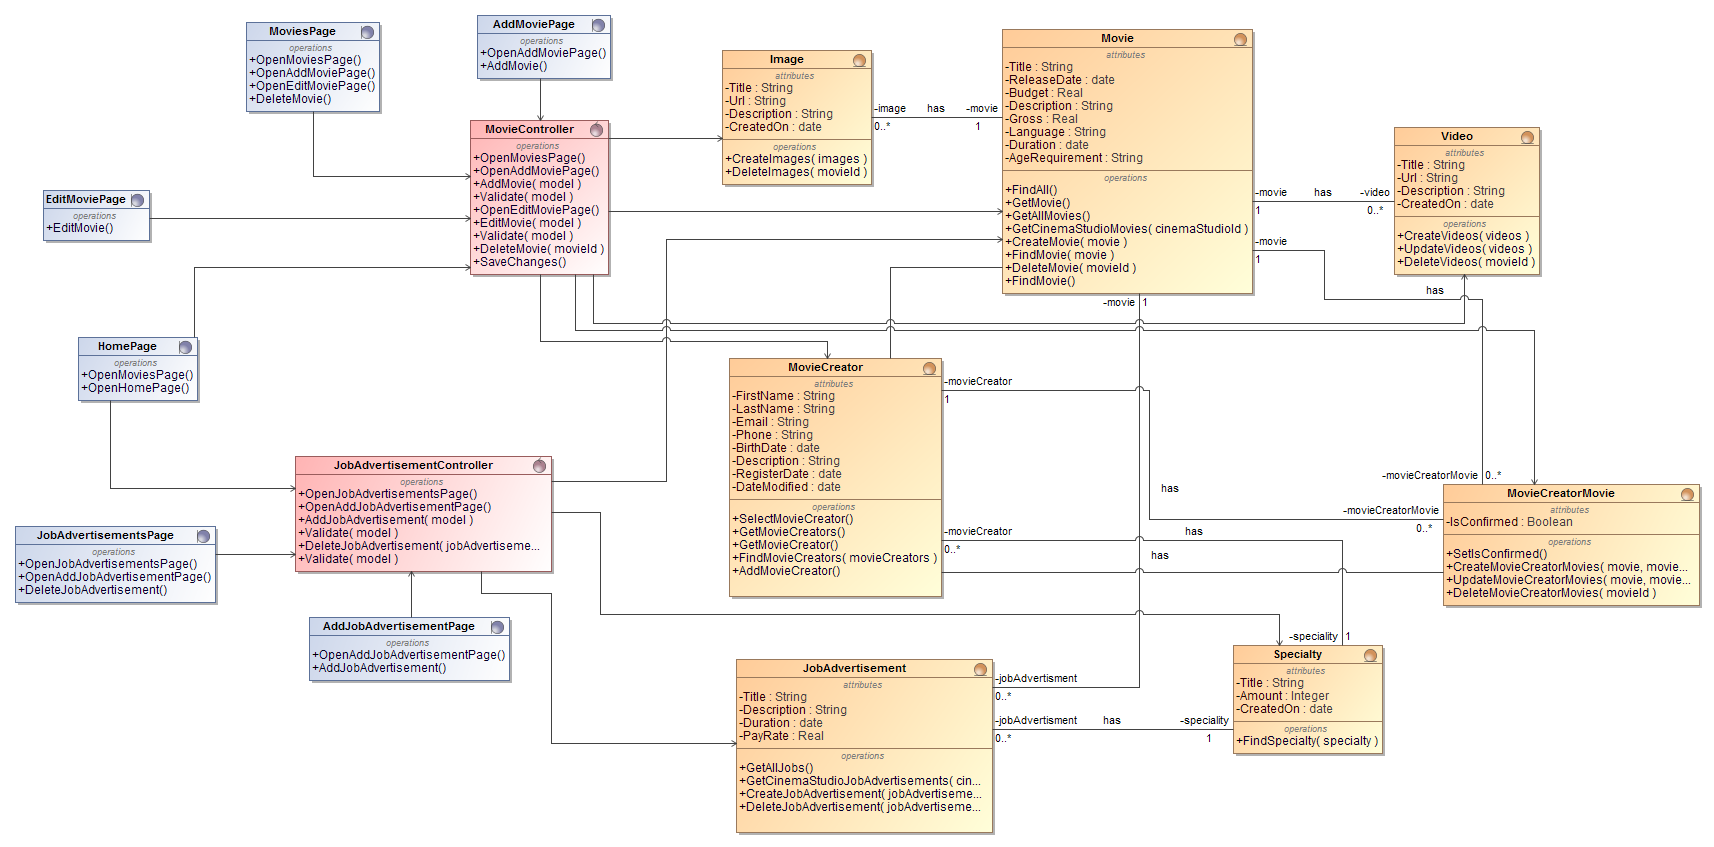 MoviesPage
operations
+OpenMoviesPage()
+OpenAddMoviePage()
+OpenEditMoviePage()
+DeleteMovie()
AddMoviePage
operations
+OpenAddMoviePage()
+AddMovie()
MovieController
operations
+OpenMoviesPage()
+OpenAddMoviePage()
+AddMovie( model )
+Validate( model )
+OpenEditMoviePage()
+EditMovie( model )
+Validate( model )
+DeleteMovie( movieId )
+SaveChanges()
Image
attributes
-Title : String
-Url : String
-Description : String
-CreatedOn : date
operations
+CreateImages( images )
+DeleteImages( movieId )
-image
has
-movie
0..*
1
Movie
attributes
-Title : String
-ReleaseDate : date
-Budget : Real
-Description : String
-Gross : Real
-Language : String
-Duration : date
-AgeRequirement : String
operations
+FindAll()
+GetMovie()
+GetAllMovies()
+GetCinemaStudioMovies( cinemaStudioId )
+CreateMovie( movie )
+FindMovie( movie )
+DeleteMovie( movieId )
+FindMovie()
-movie
has
-video
1
0..*
-movie
1
has
-movie
1
Video
attributes
-Title : String
-Url : String
-Description : String
-CreatedOn : date
operations
+CreateVideos( videos )
+UpdateVideos( videos )
+DeleteVideos( movieId )
EditMoviePage
operations
+EditMovie()
HomePage
operations
+OpenMoviesPage()
+OpenHomePage()
MovieCreator
attributes
-FirstName : String
-LastName : String
-Email : String
-Phone : String
-BirthDate : date
-Description : String
-RegisterDate : date
-DateModified : date
operations
+SelectMovieCreator()
+GetMovieCreators()
+GetMovieCreator()
+FindMovieCreators( movieCreators )
+AddMovieCreator()
-movieCreator
1
has
-movieCreatorMovie
0..*
-movieCreatorMovie
0..*
-movieCreator
0..*
has
has
MovieCreatorMovie
attributes
-IsConfirmed : Boolean
operations
+SetIsConfirmed()
+CreateMovieCreatorMovies( movie, movie...
+UpdateMovieCreatorMovies( movie, movie...
+DeleteMovieCreatorMovies( movieId )
JobAdvertisementController
operations
+OpenJobAdvertisementsPage()
+OpenAddJobAdvertisementPage()
+AddJobAdvertisement( model )
+Validate( model )
+DeleteJobAdvertisement( jobAdvertiseme...
+Validate( model )
JobAdvertisementsPage
operations
+OpenJobAdvertisementsPage()
+OpenAddJobAdvertisementPage()
+DeleteJobAdvertisement()
AddJobAdvertisementPage
operations
+OpenAddJobAdvertisementPage()
+AddJobAdvertisement()
JobAdvertisement
attributes
-Title : String
-Description : String
-Duration : date
-PayRate : Real
operations
+GetAllJobs()
+GetCinemaStudioJobAdvertisements( cin...
+CreateJobAdvertisement( jobAdvertiseme...
+DeleteJobAdvertisement( jobAdvertiseme...
-jobAdvertisment
0..*
-jobAdvertisment
has
-speciality
0..*
1
-speciality
1
Specialty
attributes
-Title : String
-Amount : Integer
-CreatedOn : date
operations
+FindSpecialty( specialty )